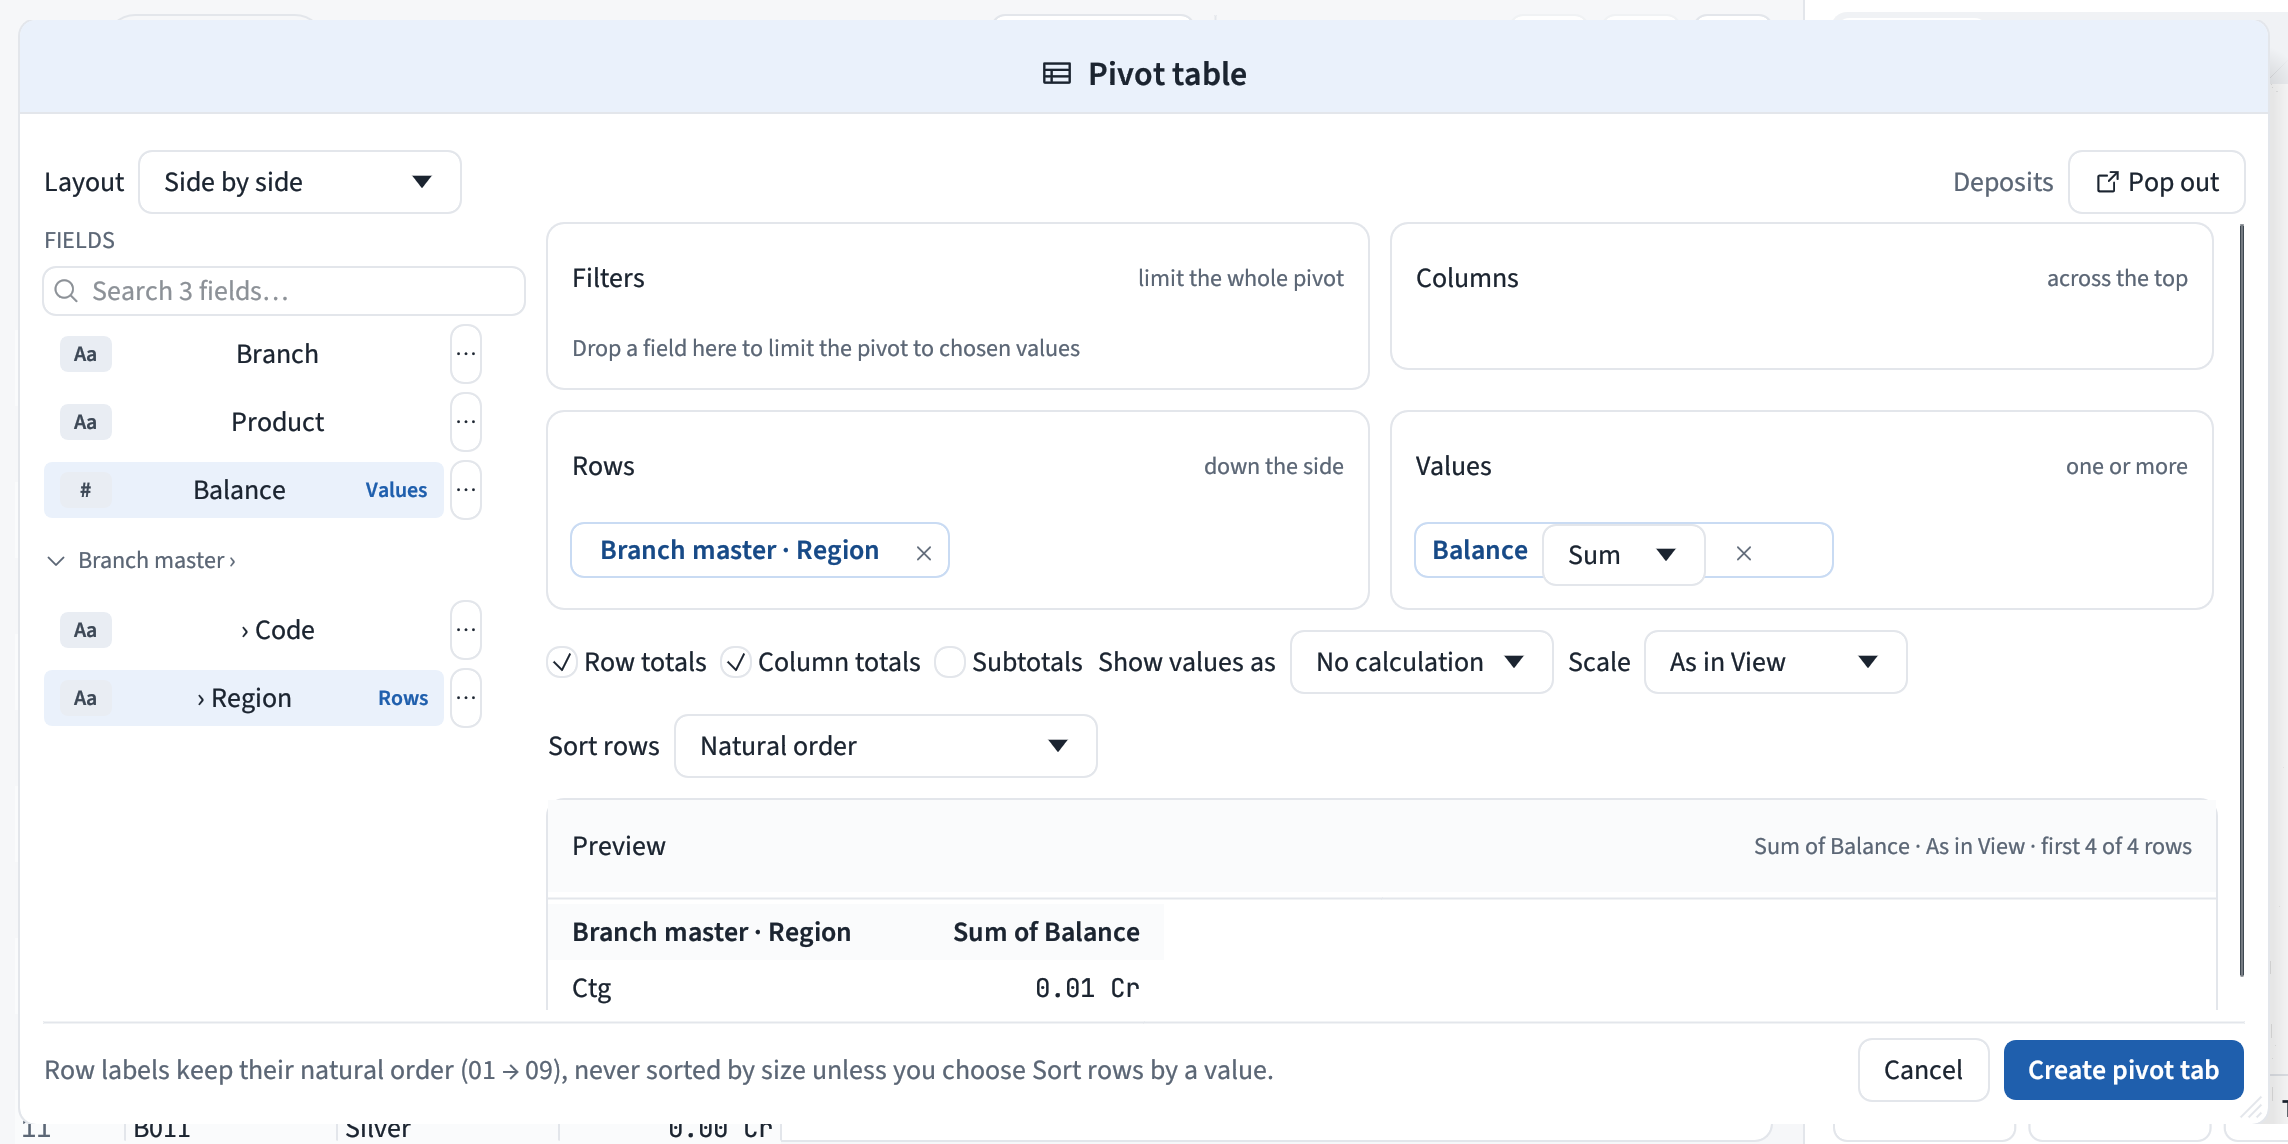 Pivot table
Layout Side by side
Deposits Pop out
FIELDS
Search 3 fields…
Aa Branch ...
Aa Product ...
# Balance Values ...
Branch master ›
Aa › Code ...
Aa › Region Rows ...
Filters limit the whole pivot
Drop a field here to limit the pivot to chosen values
Columns across the top
Rows down the side
Branch master · Region ×
Values one or more
Balance Sum ×
Row totals Column totals Subtotals Show values as No calculation Scale As in View
Sort rows Natural order
Preview Sum of Balance · As in View · first 4 of 4 rows
Branch master · Region Sum of Balance
Ctg 0.01 Cr
Row labels keep their natural order (01 → 09), never sorted by size unless you choose Sort rows by a value.
Cancel Create pivot tab
11 B011 Silver 0.00 Cr